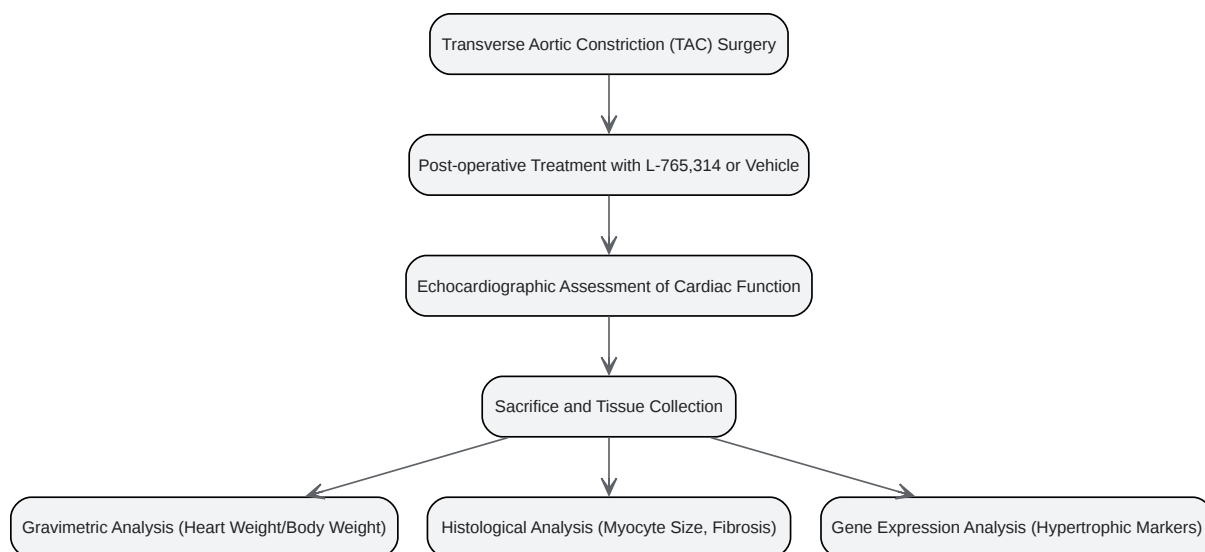 Transverse Aortic Constriction (TAC) Surgery
Post-operative Treatment with L-765,314 or Vehicle
Echocardiographic Assessment of Cardiac Function
Sacrifice and Tissue Collection
Gravimetric Analysis (Heart Weight/Body Weight)
Histological Analysis (Myocyte Size, Fibrosis)
Gene Expression Analysis (Hypertrophic Markers)